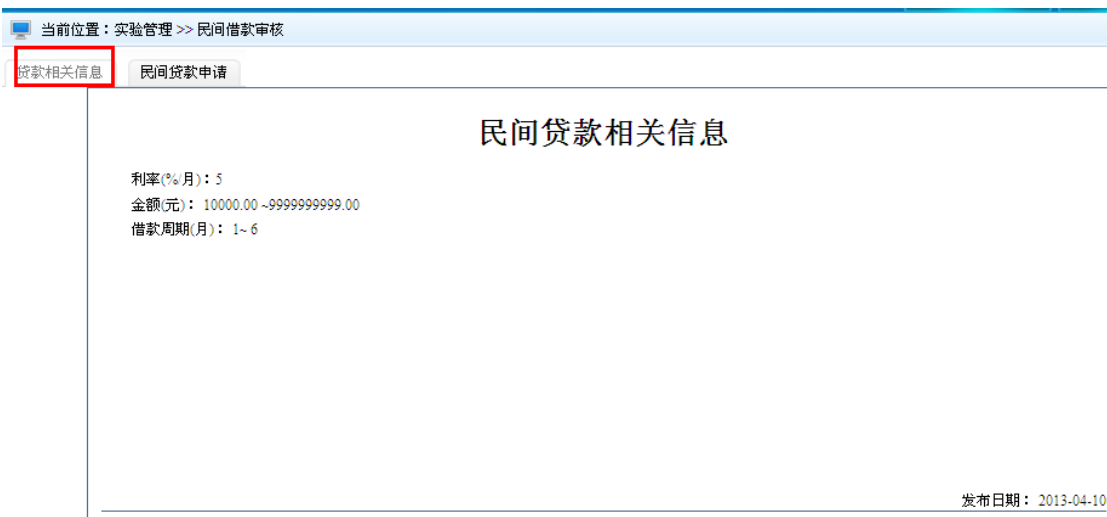 当前位置：实验管理 >> 民间借款审核
贷款相关信息 民间贷款申请
民间贷款相关信息
利率(%/月)：5
金额(元)： 10000.00 ~9999999999.00
借款周期(月)： 1~ 6
发布日期： 2013-04-10